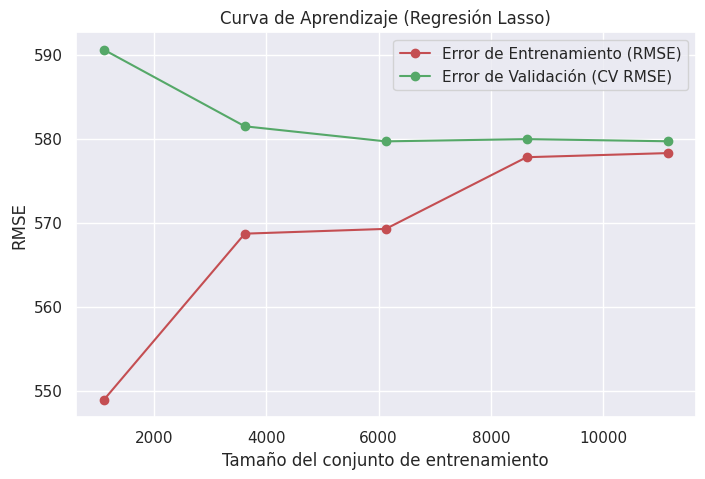 Curva de Aprendizaje (Regresión Lasso)
Error de Entrenamiento (RMSE)
Error de Validación (CV RMSE)
590
580
570
560
550
RMSE
2000
4000
6000
8000
10000
Tamaño del conjunto de entrenamiento